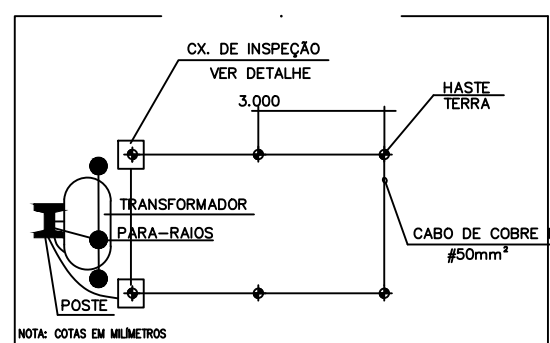 CX. DE INSPEÇÃO
VER DETALHE
3.000
HASTE
TERRA
TRANSFORMADOR
PARA-RAIOS
CABO DE COBRE
#50mm²
POSTE
NOTA: COTAS EM MILÍMETROS